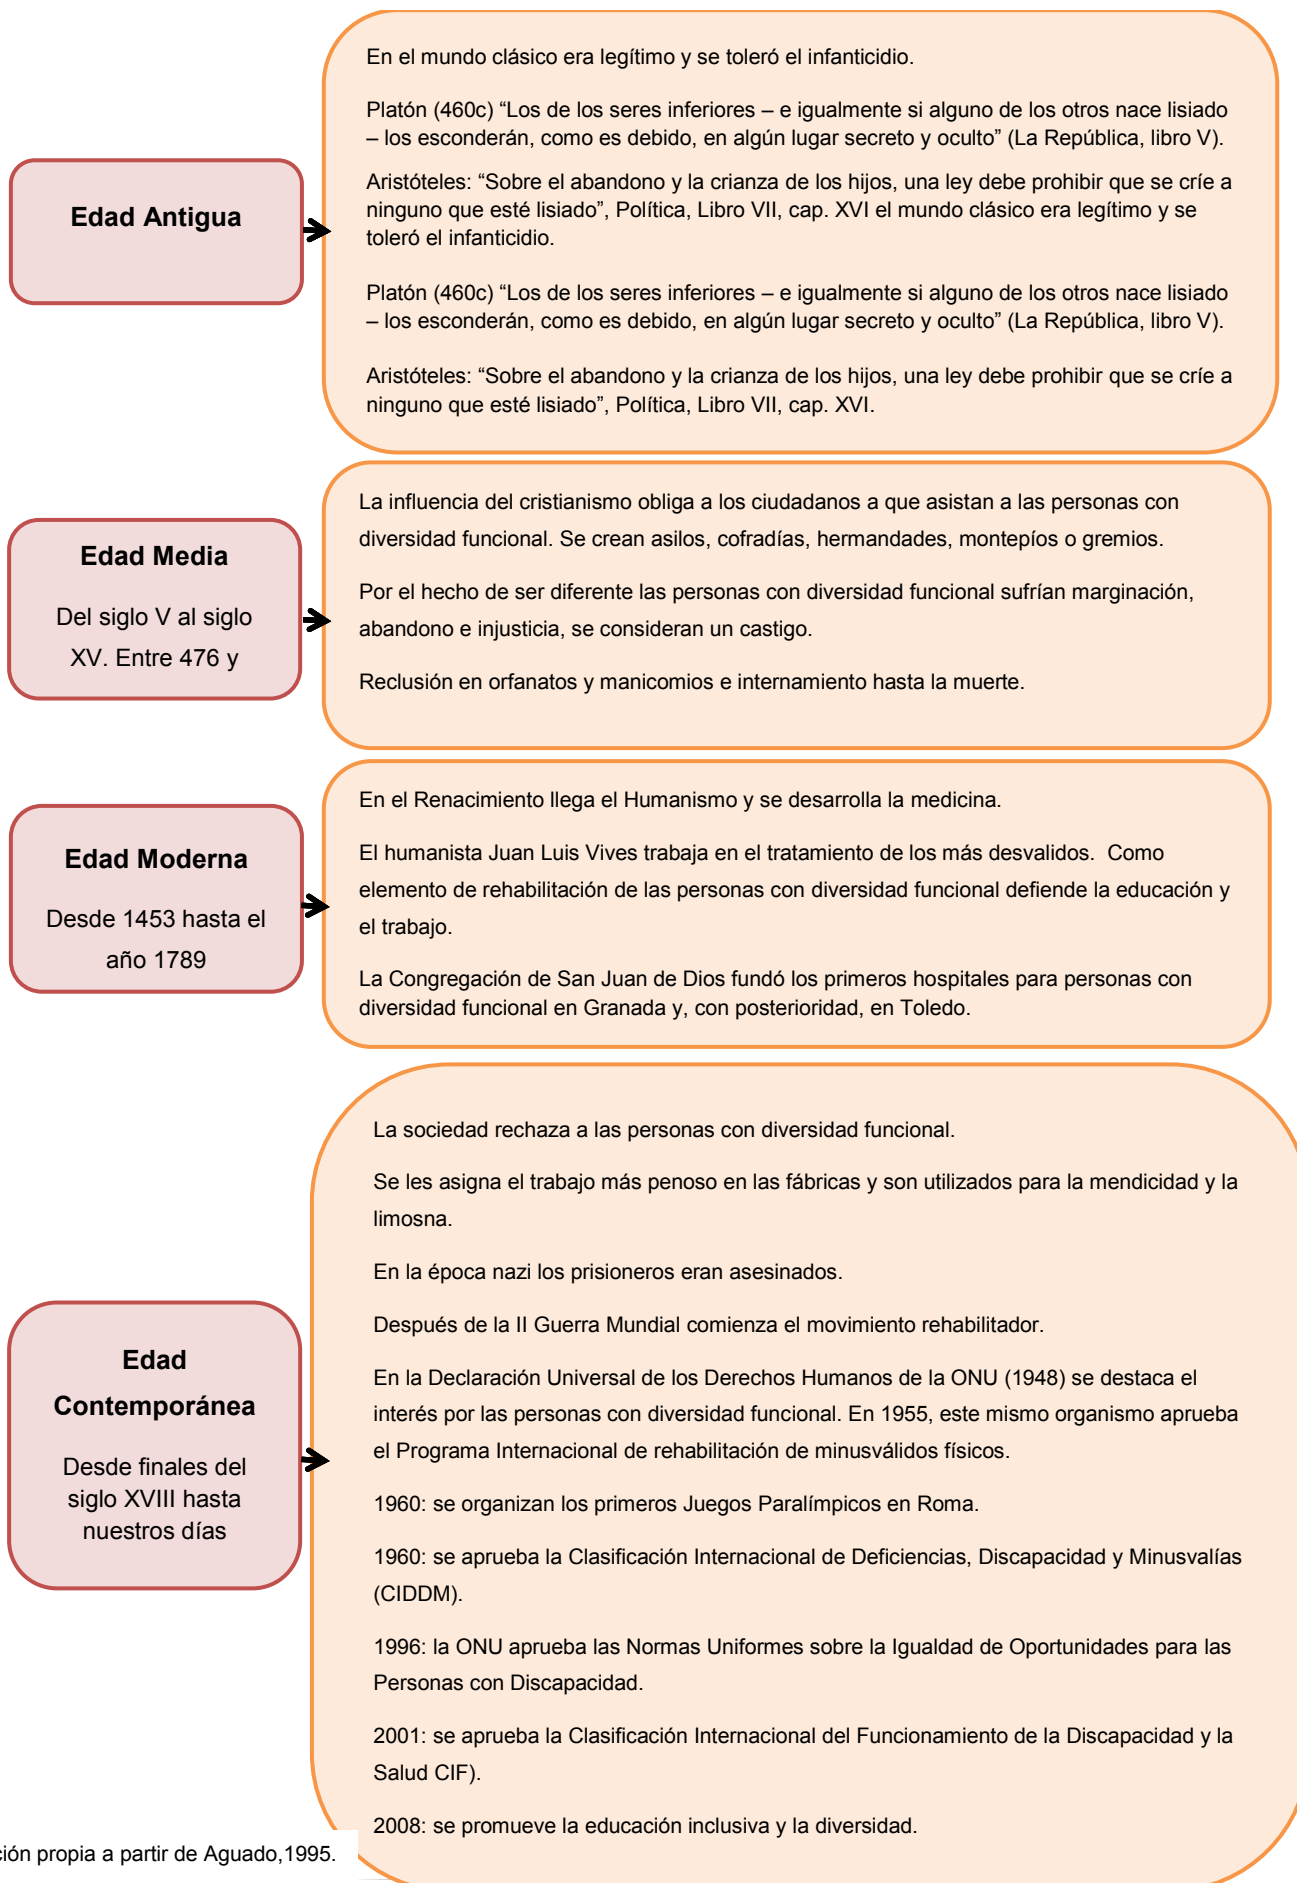 Edad Antigua
En el mundo clásico era legítimo y se toleró el infanticidio.
Platón (460c) “Los de los seres inferiores – e igualmente si alguno de los otros nace lisiado
– los esconderán, como es debido, en algún lugar secreto y oculto” (La República, libro V).
Aristóteles: “Sobre el abandono y la crianza de los hijos, una ley debe prohibir que se críe a
ninguno que esté lisiado”, Política, Libro VII, cap. XVI el mundo clásico era legítimo y se
toleró el infanticidio.
Platón (460c) “Los de los seres inferiores – e igualmente si alguno de los otros nace lisiado
– los esconderán, como es debido, en algún lugar secreto y oculto” (La República, libro V).
Aristóteles: “Sobre el abandono y la crianza de los hijos, una ley debe prohibir que se críe a
ninguno que esté lisiado”, Política, Libro VII, cap. XVI.
Edad Media
Del siglo V al siglo
XV. Entre 476 y
La influencia del cristianismo obliga a los ciudadanos a que asistan a las personas con
diversidad funcional. Se crean asilos, cofradías, hermandades, montepíos o gremios.
Por el hecho de ser diferente las personas con diversidad funcional sufrían marginación,
abandono e injusticia, se consideran un castigo.
Reclusión en orfanatos y manicomios e internamiento hasta la muerte.
Edad Moderna
Desde 1453 hasta el
año 1789
En el Renacimiento llega el Humanismo y se desarrolla la medicina.
El humanista Juan Luis Vives trabaja en el tratamiento de los más desvalidos.  Como
elemento de rehabilitación de las personas con diversidad funcional defiende la educación y
el trabajo.
La Congregación de San Juan de Dios fundó los primeros hospitales para personas con
diversidad funcional en Granada y, con posterioridad, en Toledo.
Edad
Contemporánea
Desde finales del
siglo XVIII hasta
nuestros días
La sociedad rechaza a las personas con diversidad funcional.
Se les asigna el trabajo más penoso en las fábricas y son utilizados para la mendicidad y la
limosna.
En la época nazi los prisioneros eran asesinados.
Después de la II Guerra Mundial comienza el movimiento rehabilitador.
En la Declaración Universal de los Derechos Humanos de la ONU (1948) se destaca el
interés por las personas con diversidad funcional. En 1955, este mismo organismo aprueba
el Programa Internacional de rehabilitación de minusválidos físicos.
1960: se organizan los primeros Juegos Paralímpicos en Roma.
1960: se aprueba la Clasificación Internacional de Deficiencias, Discapacidad y Minusvalías
(CIDDM).
1996: la ONU aprueba las Normas Uniformes sobre la Igualdad de Oportunidades para las
Personas con Discapacidad.
2001: se aprueba la Clasificación Internacional del Funcionamiento de la Discapacidad y la
Salud CIF).
2008: se promueve la educación inclusiva y la diversidad.
ción propia a partir de Aguado,1995.